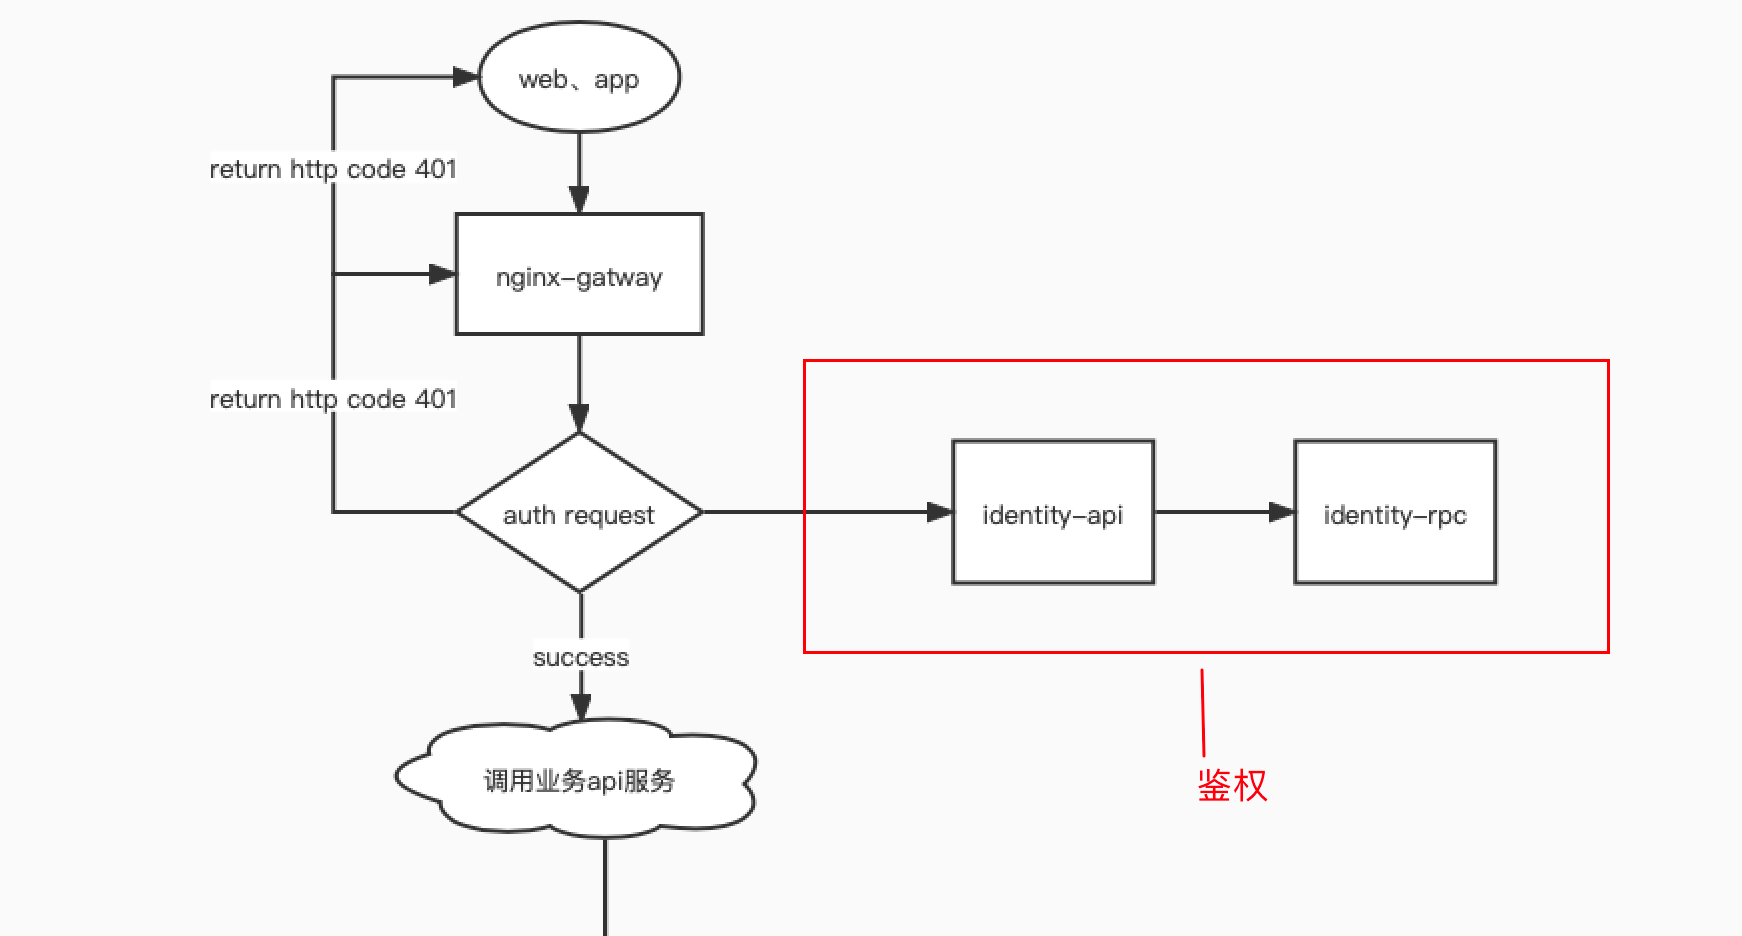 web、app
return http code 401
nginx-gatway
return http code 401
auth request
identity-api
identity-rpc
success
调用业务api服务
鉴权